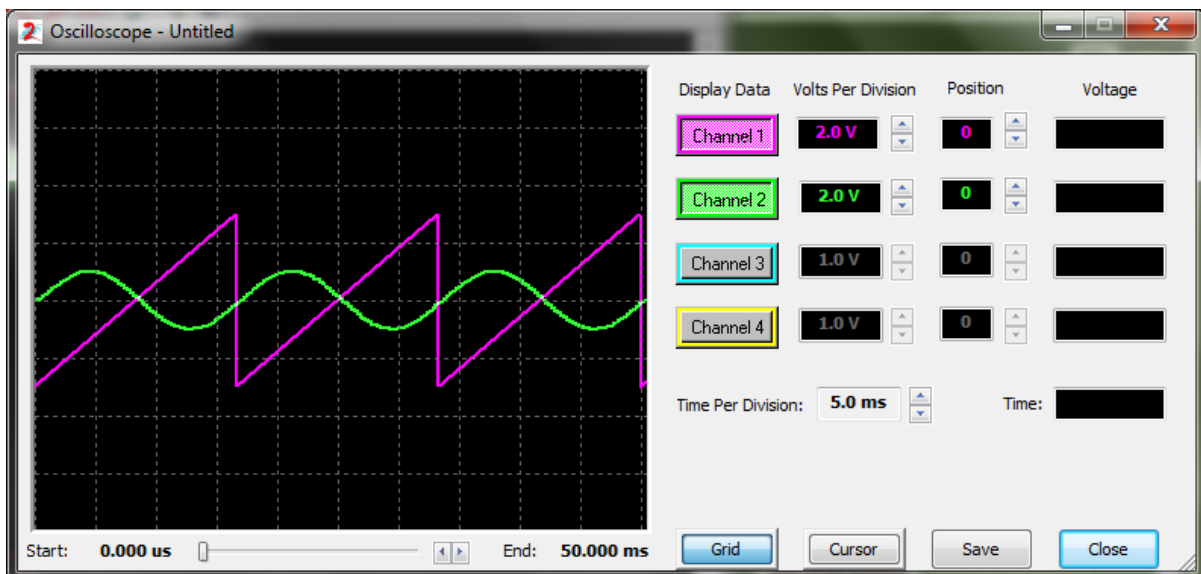 Oscilloscope - Untitled
Display Data Volts Per Division Position Voltage
Channel 1 2.0 V 0
Channel 2 2.0 V 0
Channel 3 1.0 V 0
Channel 4 1.0 V 0
Time Per Division: 5.0 ms Time:
Start: 0.000 us End: 50.000 ms Grid Cursor Save Close